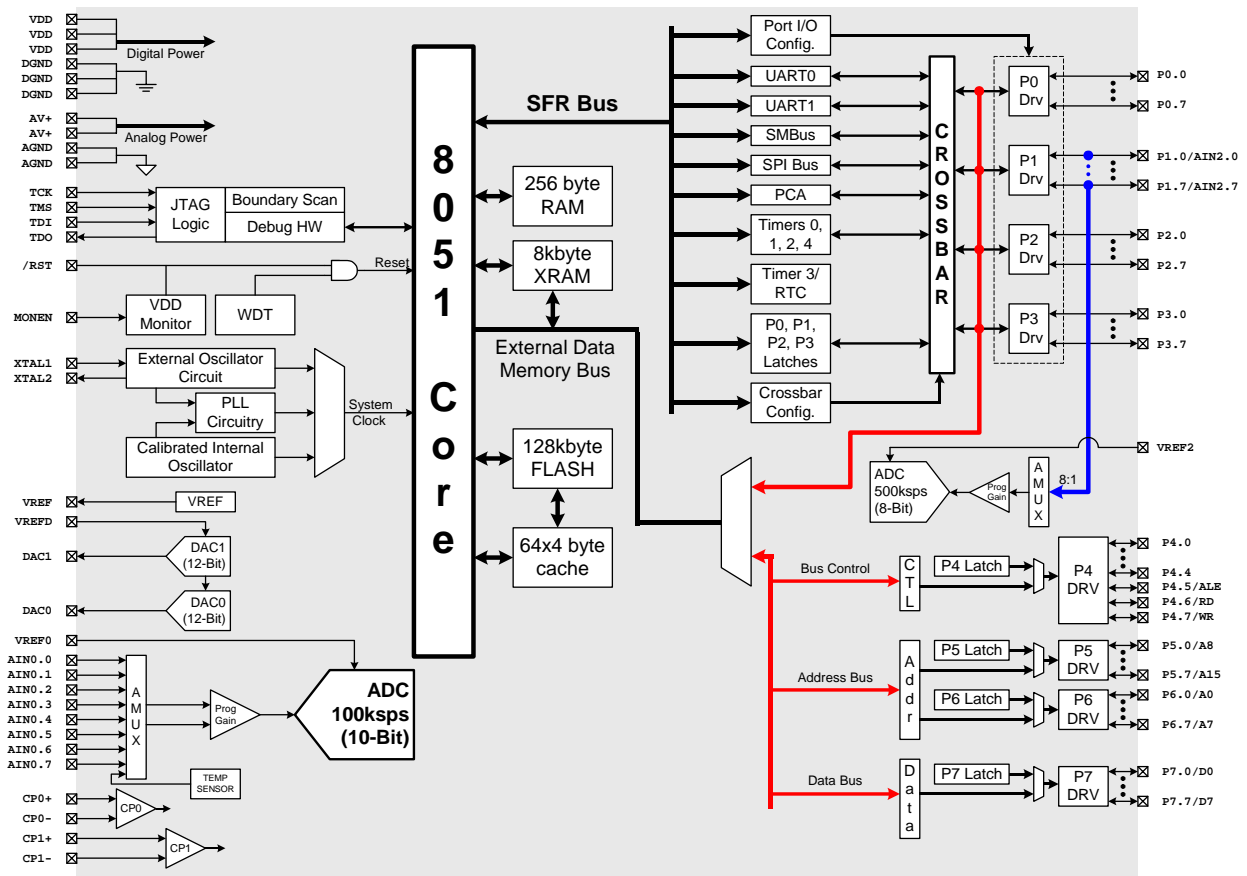 VDD
VDD
VDD
Digital Power
DGND
DGND
DGND
AV+
AV+
Analog Power
AGND
AGND
TCK
TMS
TDI
TDO
JTAG
Logic
Boundary Scan
Debug HW
/RST
Reset
MONEN
VDD
Monitor
WDT
XTAL1
XTAL2
External Oscillator
Circuit
PLL
Circuitry
Calibrated Internal
Oscillator
System
Clock
VREF
VREF
VREFD
DAC1
DAC1
(12-Bit)
DAC0
DAC0
(12-Bit)
VREF0
AIN0.0
AIN0.1
AIN0.2
AIN0.3
AIN0.4
AIN0.5
AIN0.6
AIN0.7
AMUX
Prog
Gain
ADC
100ksps
(10-Bit)
TEMP
SENSOR
CP0+
CP0-
CP0
CP1+
CP1-
CP1
8051 Core
SFR Bus
256 byte
RAM
8kbyte
XRAM
External Data
Memory Bus
128kbyte
FLASH
64x4 byte
cache
Port I/O
Config.
UART0
UART1
SMBus
SPI Bus
PCA
Timers 0,
1, 2, 4
Timer 3/
RTC
P0, P1,
P2, P3
Latches
Crossbar
Config.
CROSSBAR
P0
Drv
P1
Drv
P2
Drv
P3
Drv
P0.0
P0.7
P1.0/AIN2.0
P1.7/AIN2.7
P2.0
P2.7
P3.0
P3.7
VREF2
ADC
500ksps
(8-Bit)
Prog
Gain
AMUX
8:1
Bus Control
CTL
P4 Latch
P4
DRV
P4.0
P4.4
P4.5/ALE
P4.6/RD
P4.7/WR
Address Bus
Addr
P5 Latch
P5
DRV
P5.0/A8
P5.7/A15
P6 Latch
P6
DRV
P6.0/A0
P6.7/A7
Data Bus
Data
P7 Latch
P7
DRV
P7.0/D0
P7.7/D7